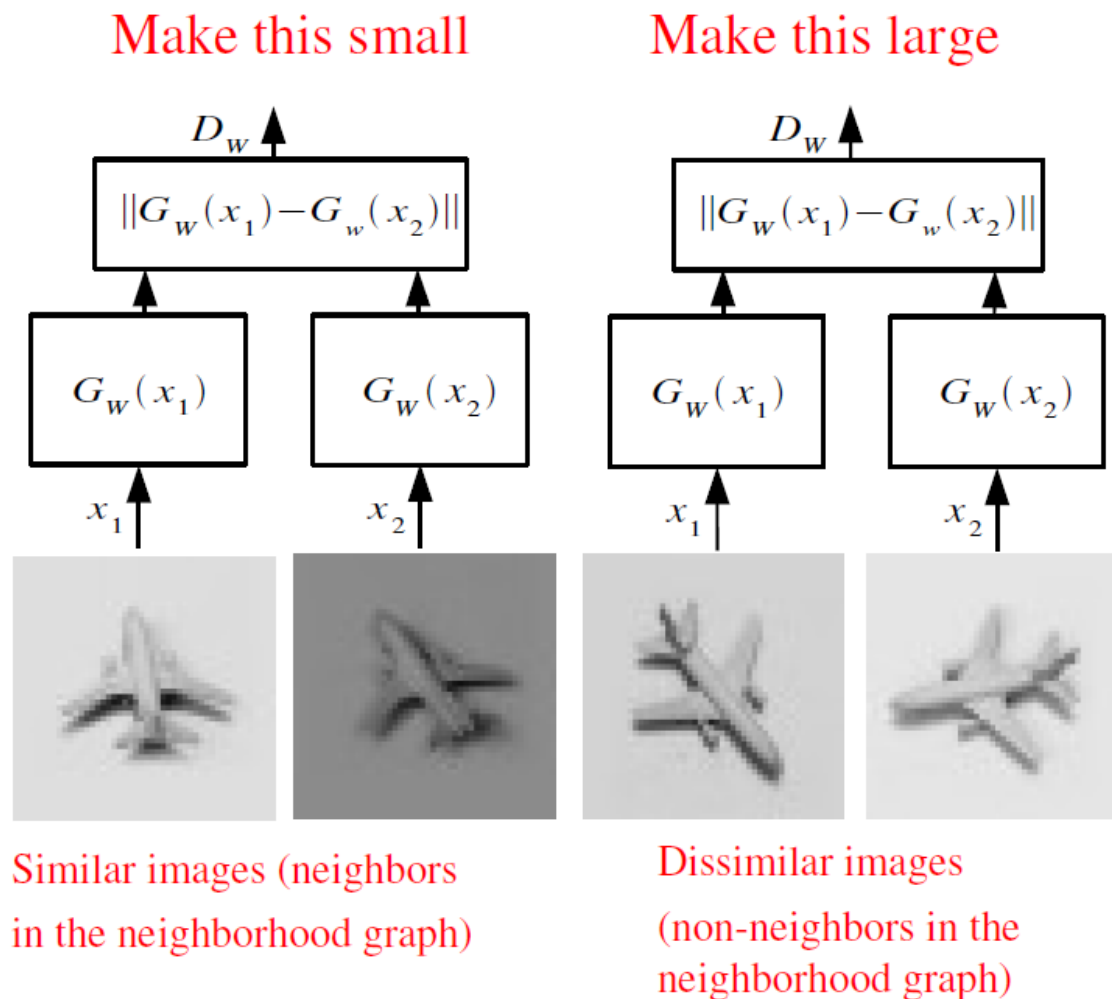 Make this small
D_W
||G_W(x_1)−G_w(x_2)||
G_W(x_1)
G_W(x_2)
x_1
x_2
Similar images (neighbors
in the neighborhood graph)
Make this large
D_W
||G_W(x_1)−G_w(x_2)||
G_W(x_1)
G_W(x_2)
x_1
x_2
Dissimilar images
(non-neighbors in the
neighborhood graph)